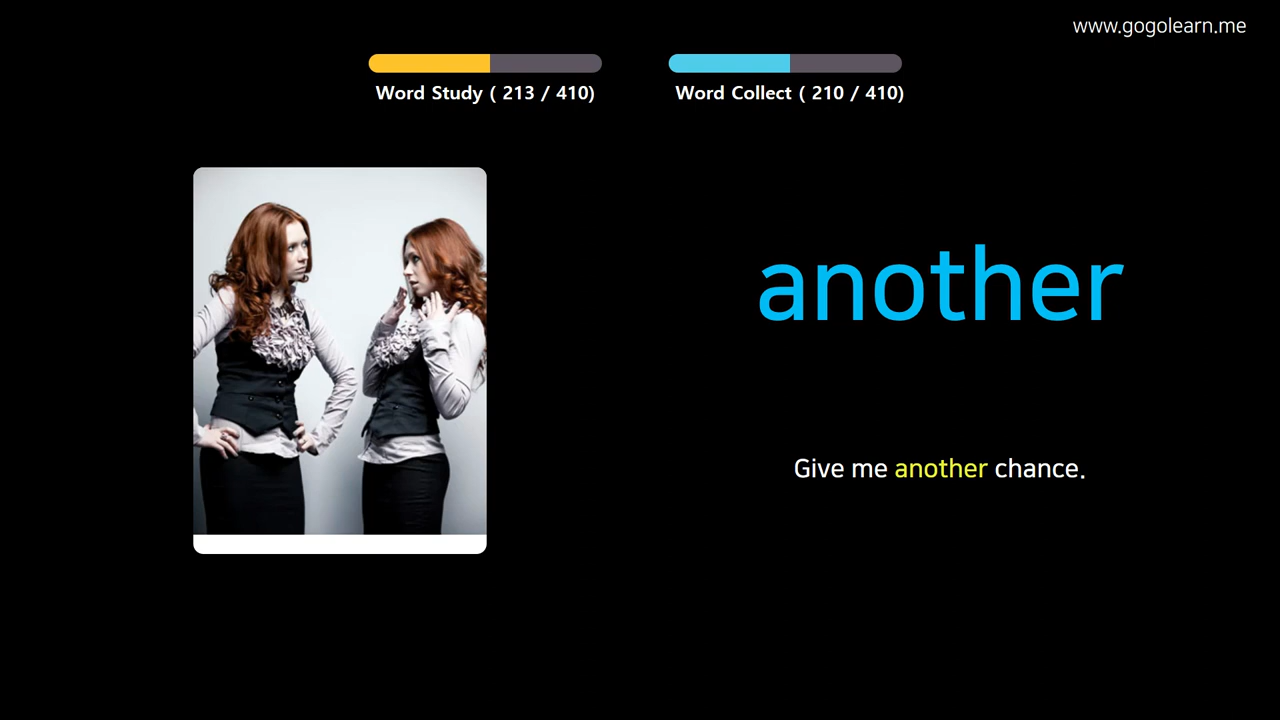 www.gogolearn.me
Word Study ( 213 / 410)
Word Collect ( 210 / 410)
another
Give me another chance.